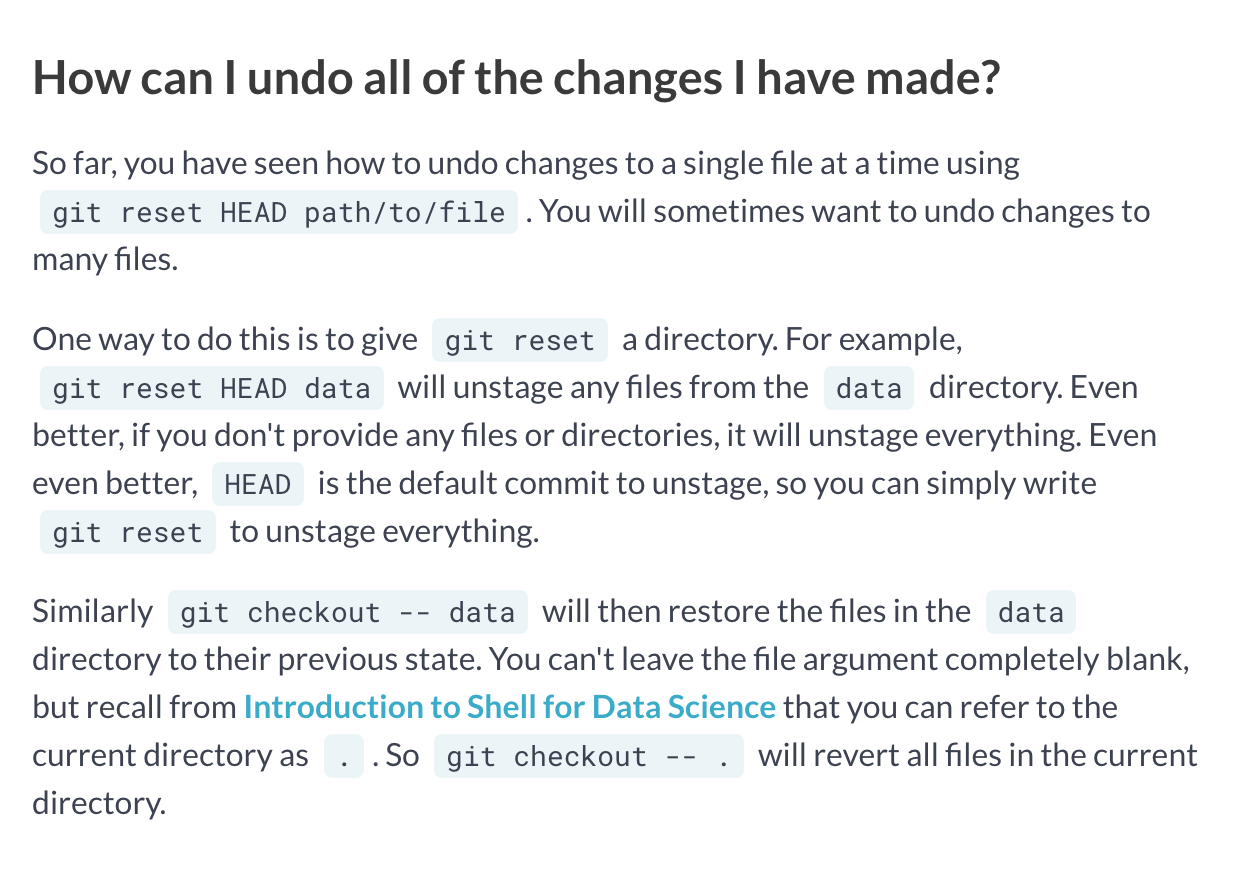 How can I undo all of the changes I have made?
So far, you have seen how to undo changes to a single file at a time using
git reset HEAD path/to/file . You will sometimes want to undo changes to
many files.
One way to do this is to give git reset a directory. For example,
git reset HEAD data will unstage any files from the data directory. Even
better, if you don't provide any files or directories, it will unstage everything. Even
even better, HEAD is the default commit to unstage, so you can simply write
git reset to unstage everything.
Similarly git checkout -- data will then restore the files in the data
directory to their previous state. You can't leave the file argument completely blank,
but recall from Introduction to Shell for Data Science that you can refer to the
current directory as . . So git checkout -- . will revert all files in the current
directory.